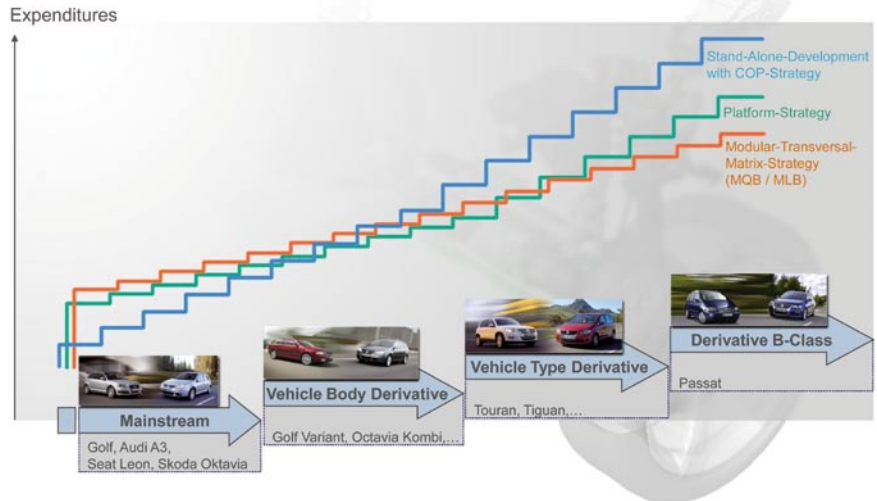 Expenditures
Stand-Alone-Development
with COP-Strategy
Platform-Strategy
Modular-Transversal-
Matrix-Strategy
(MQB / MLB)
Mainstream
Golf, Audi A3,
Seat Leon, Skoda Oktavia
Vehicle Body Derivative
Golf Variant, Octavia Kombi,...
Vehicle Type Derivative
Touran, Tiguan,...
Derivative B-Class
Passat